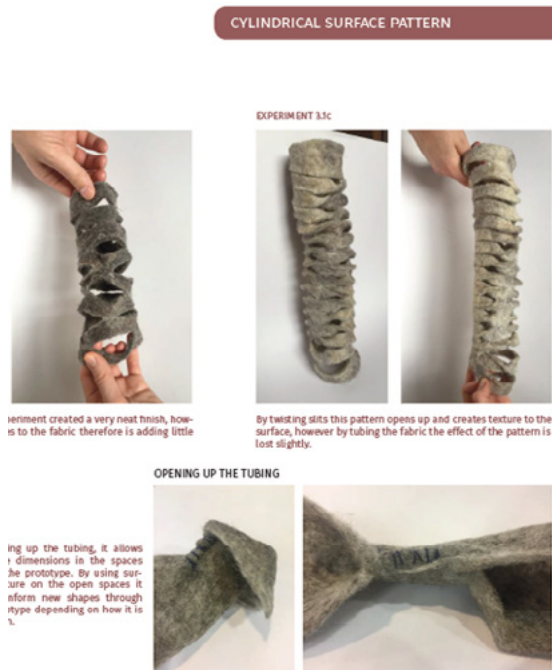 CYLINDRICAL SURFACE PATTERN
EXPERIMENT 3.1c
periment created a very neat finish, how-
es to the fabric therefore is adding little
By twisting slits this pattern opens up and creates texture to the
surface, however by tubing the fabric the effect of the pattern is
lost slightly.
OPENING UP THE TUBING
ing up the tubing, it allows
dimensions in the spaces
the prototype. By using sur-
ture on the open spaces it
nform new shapes through
otype depending on how it is